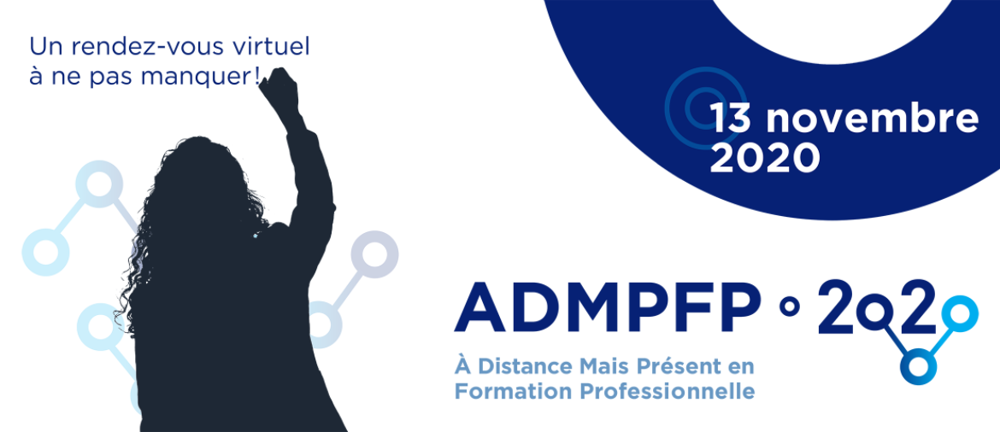 Un rendez-vous virtuel
à ne pas manquer!
13 novembre
2020
ADMPFP ∘ 2020
À Distance Mais Présent en
Formation Professionnelle